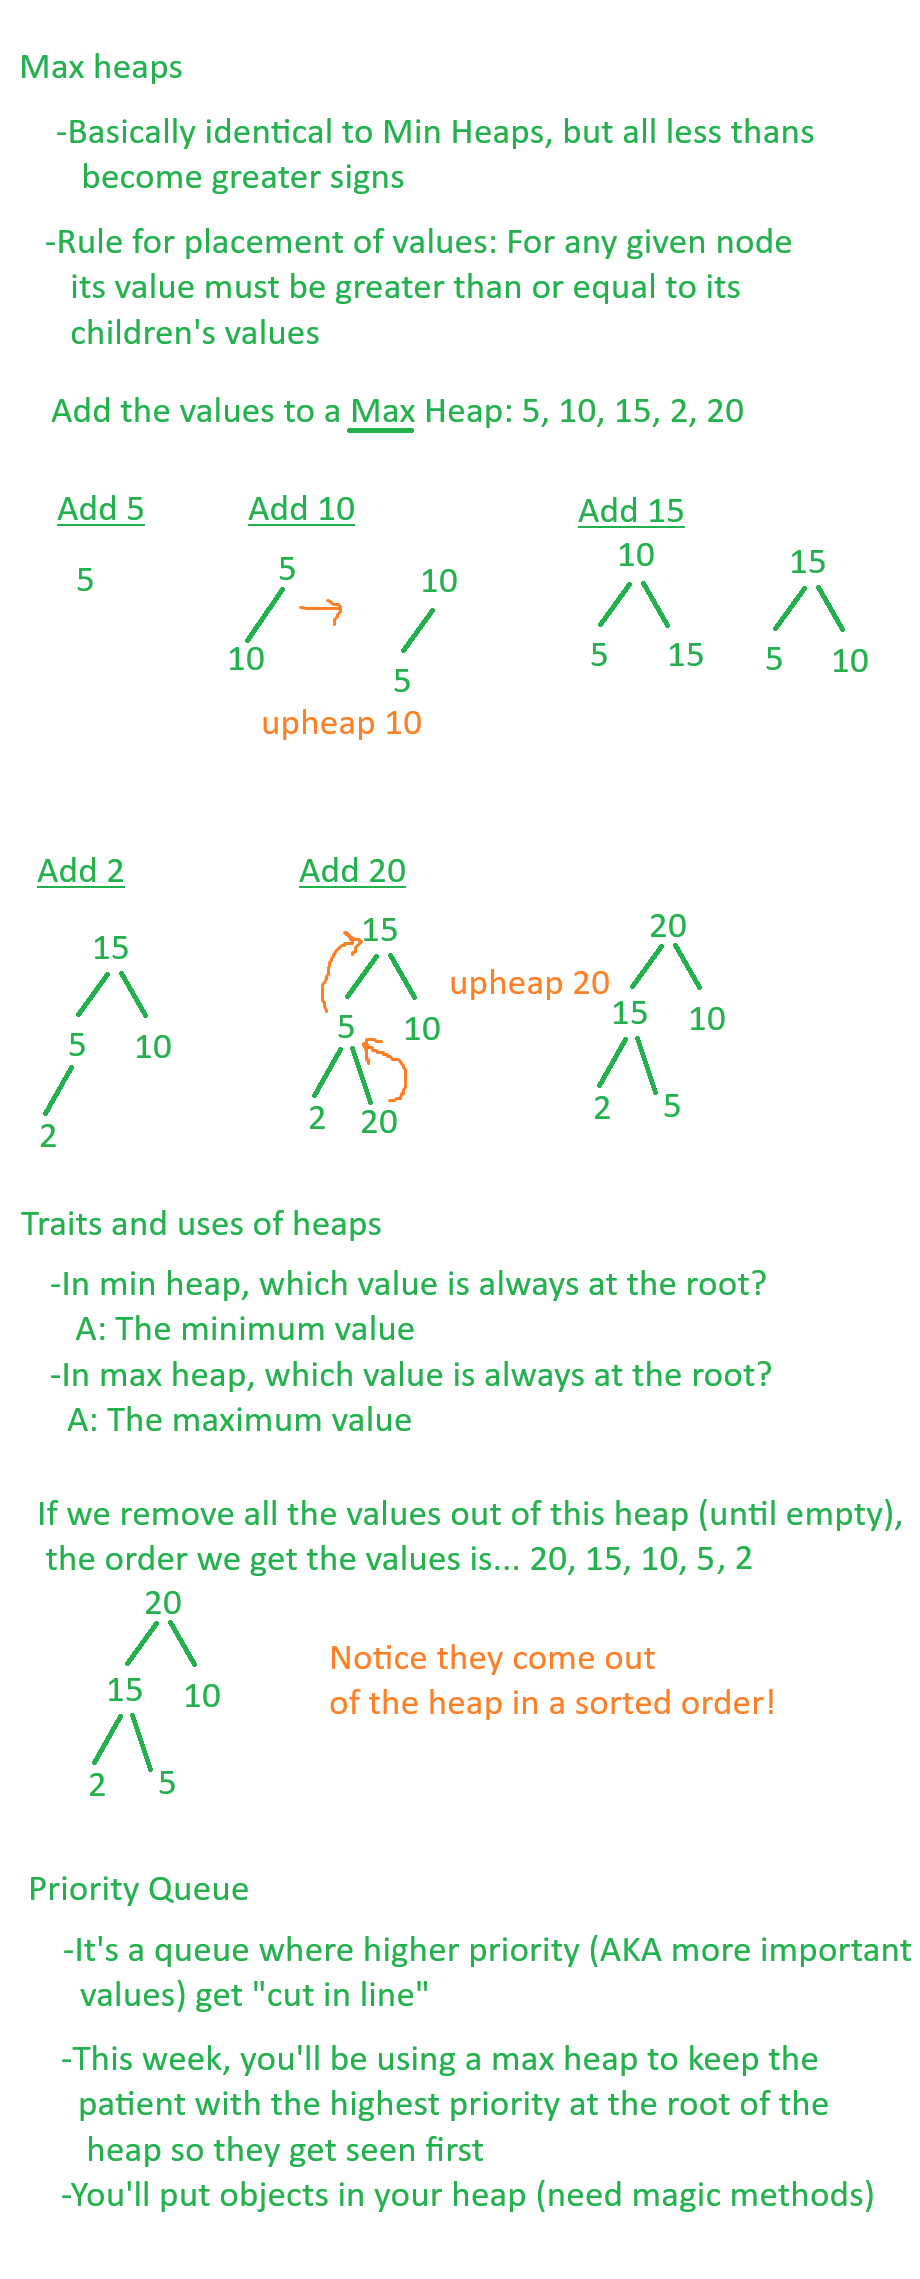 Max heaps
-Basically identical to Min Heaps, but all less thans
become greater signs
-Rule for placement of values: For any given node
its value must be greater than or equal to its
children's values
Add the values to a Max Heap: 5, 10, 15, 2, 20
Add 5
5
Add 10
5
10
10
5
upheap 10
Add 15
10
5 15
15
5 10
Add 2
15
5 10
2
Add 20
15
5 10
2 20
upheap 20
20
15 10
2 5
Traits and uses of heaps
-In min heap, which value is always at the root?
A: The minimum value
-In max heap, which value is always at the root?
A: The maximum value
If we remove all the values out of this heap (until empty),
the order we get the values is... 20, 15, 10, 5, 2
20
15 10
2 5
Notice they come out
of the heap in a sorted order!
Priority Queue
-It's a queue where higher priority (AKA more important
values) get "cut in line"
-This week, you'll be using a max heap to keep the
patient with the highest priority at the root of the
heap so they get seen first
-You'll put objects in your heap (need magic methods)